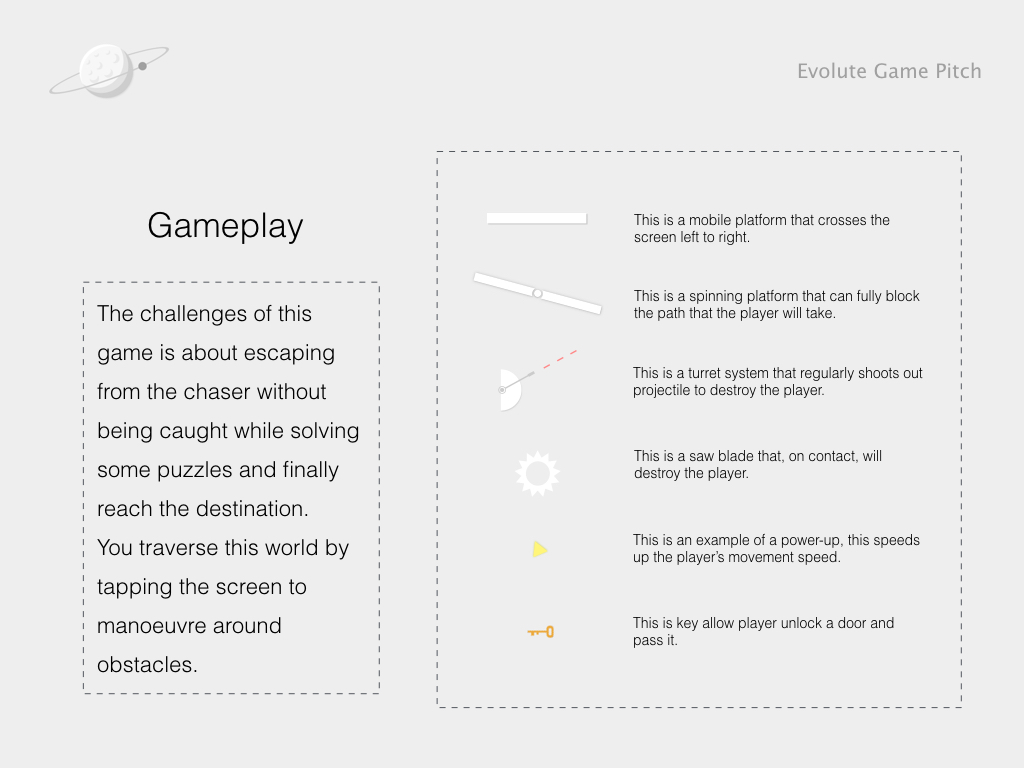 Evolute Game Pitch
Gameplay
The challenges of this
game is about escaping
from the chaser without
being caught while solving
some puzzles and finally
reach the destination.
You traverse this world by
tapping the screen to
manoeuvre around
obstacles.
This is a mobile platform that crosses the
screen left to right.
This is a spinning platform that can fully block
the path that the player will take.
This is a turret system that regularly shoots out
projectile to destroy the player.
This is a saw blade that, on contact, will
destroy the player.
This is an example of a power-up, this speeds
up the player’s movement speed.
This is key allow player unlock a door and
pass it.